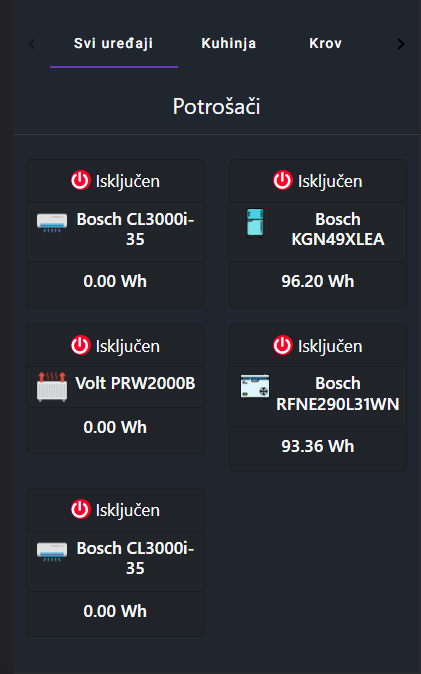 Svi uređaji Kuhinja Krov
Potrošači
Isključen
Bosch CL3000i-
35
0.00 Wh
Isključen
Bosch
KGN49XLEA
96.20 Wh
Isključen
Volt PRW2000B
0.00 Wh
Isključen
Bosch
RFNE290L31WN
93.36 Wh
Isključen
Bosch CL3000i-
35
0.00 Wh